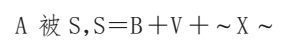 A 被 S,S=B+V+~X~